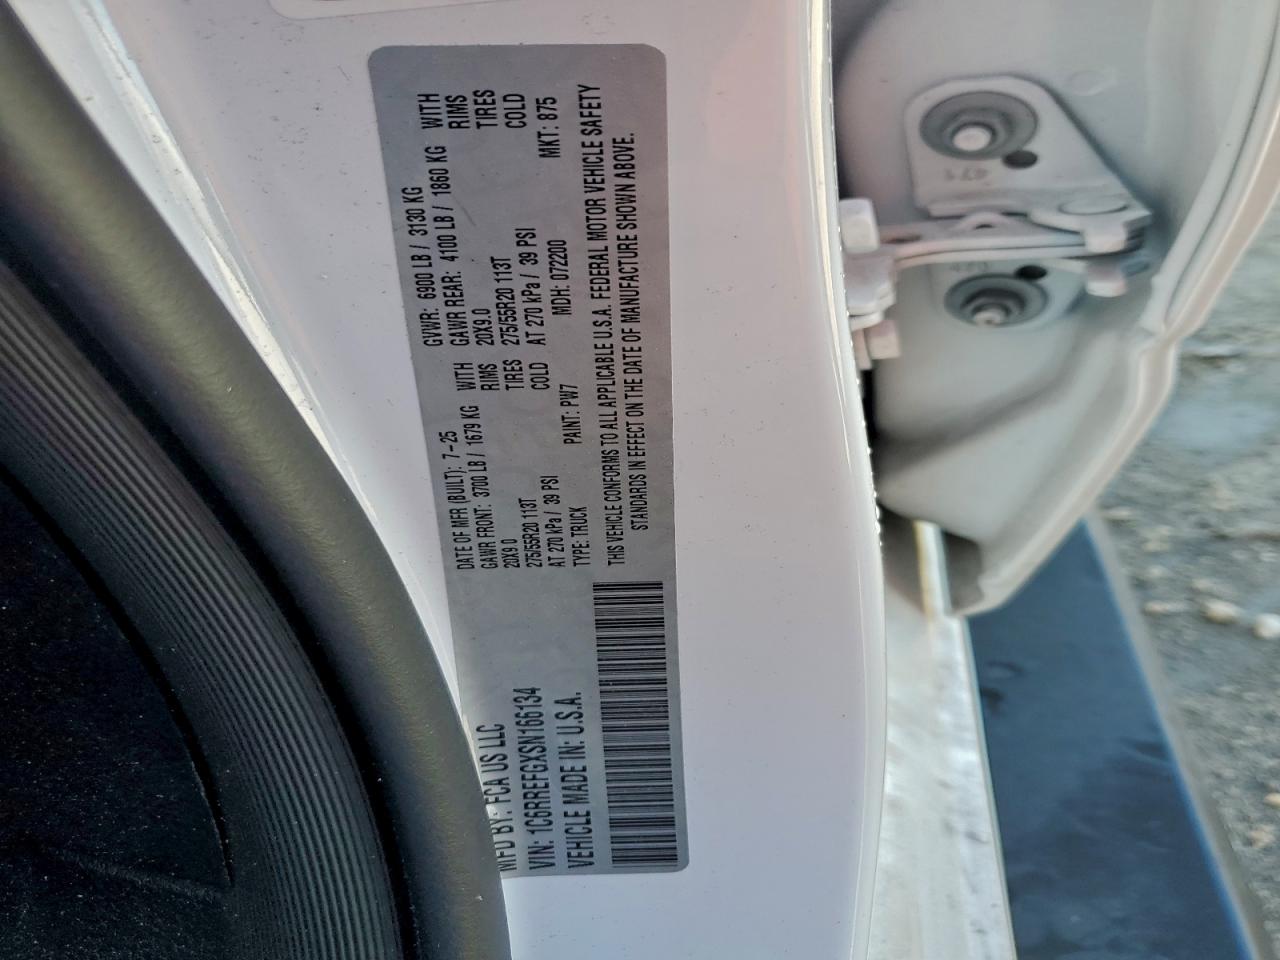 MFD BY: FCA US LLC
VIN: 1C6RREFGXSN166134
VEHICLE MADE IN: U.S.A.
DATE OF MFR (BUILT): 7-25 GVWR: 6900 LB / 3130 KG
GAWR FRONT: 3700 LB / 1679 KG WITH GAWR REAR: 4100 LB / 1860 KG WITH
20X9.0 RIMS 20X9.0 RIMS
275/55R20 113T TIRES 275/55R20 113T TIRES
AT 270 kPa / 39 PSI COLD AT 270 kPa / 39 PSI COLD
TYPE: TRUCK PAINT: PW7 MDH: 072200 MKT: 875
THIS VEHICLE CONFORMS TO ALL APPLICABLE U.S.A. FEDERAL MOTOR VEHICLE SAFETY
STANDARDS IN EFFECT ON THE DATE OF MANUFACTURE SHOWN ABOVE.
471